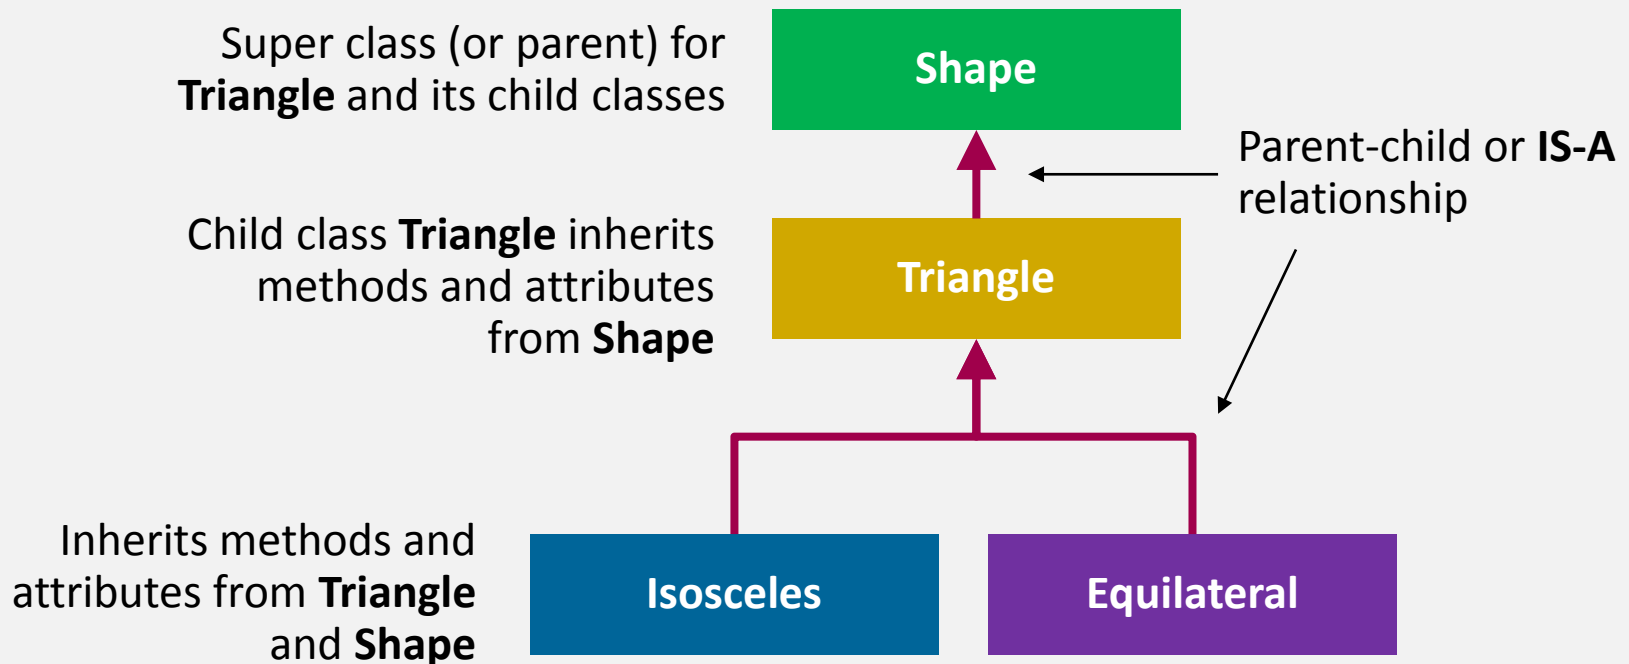 Super class (or parent) for
Triangle and its child classes
Shape
Parent-child or IS-A
relationship
Child class Triangle inherits
methods and attributes
from Shape
Triangle
Inherits methods and
attributes from Triangle
and Shape
Isosceles
Equilateral